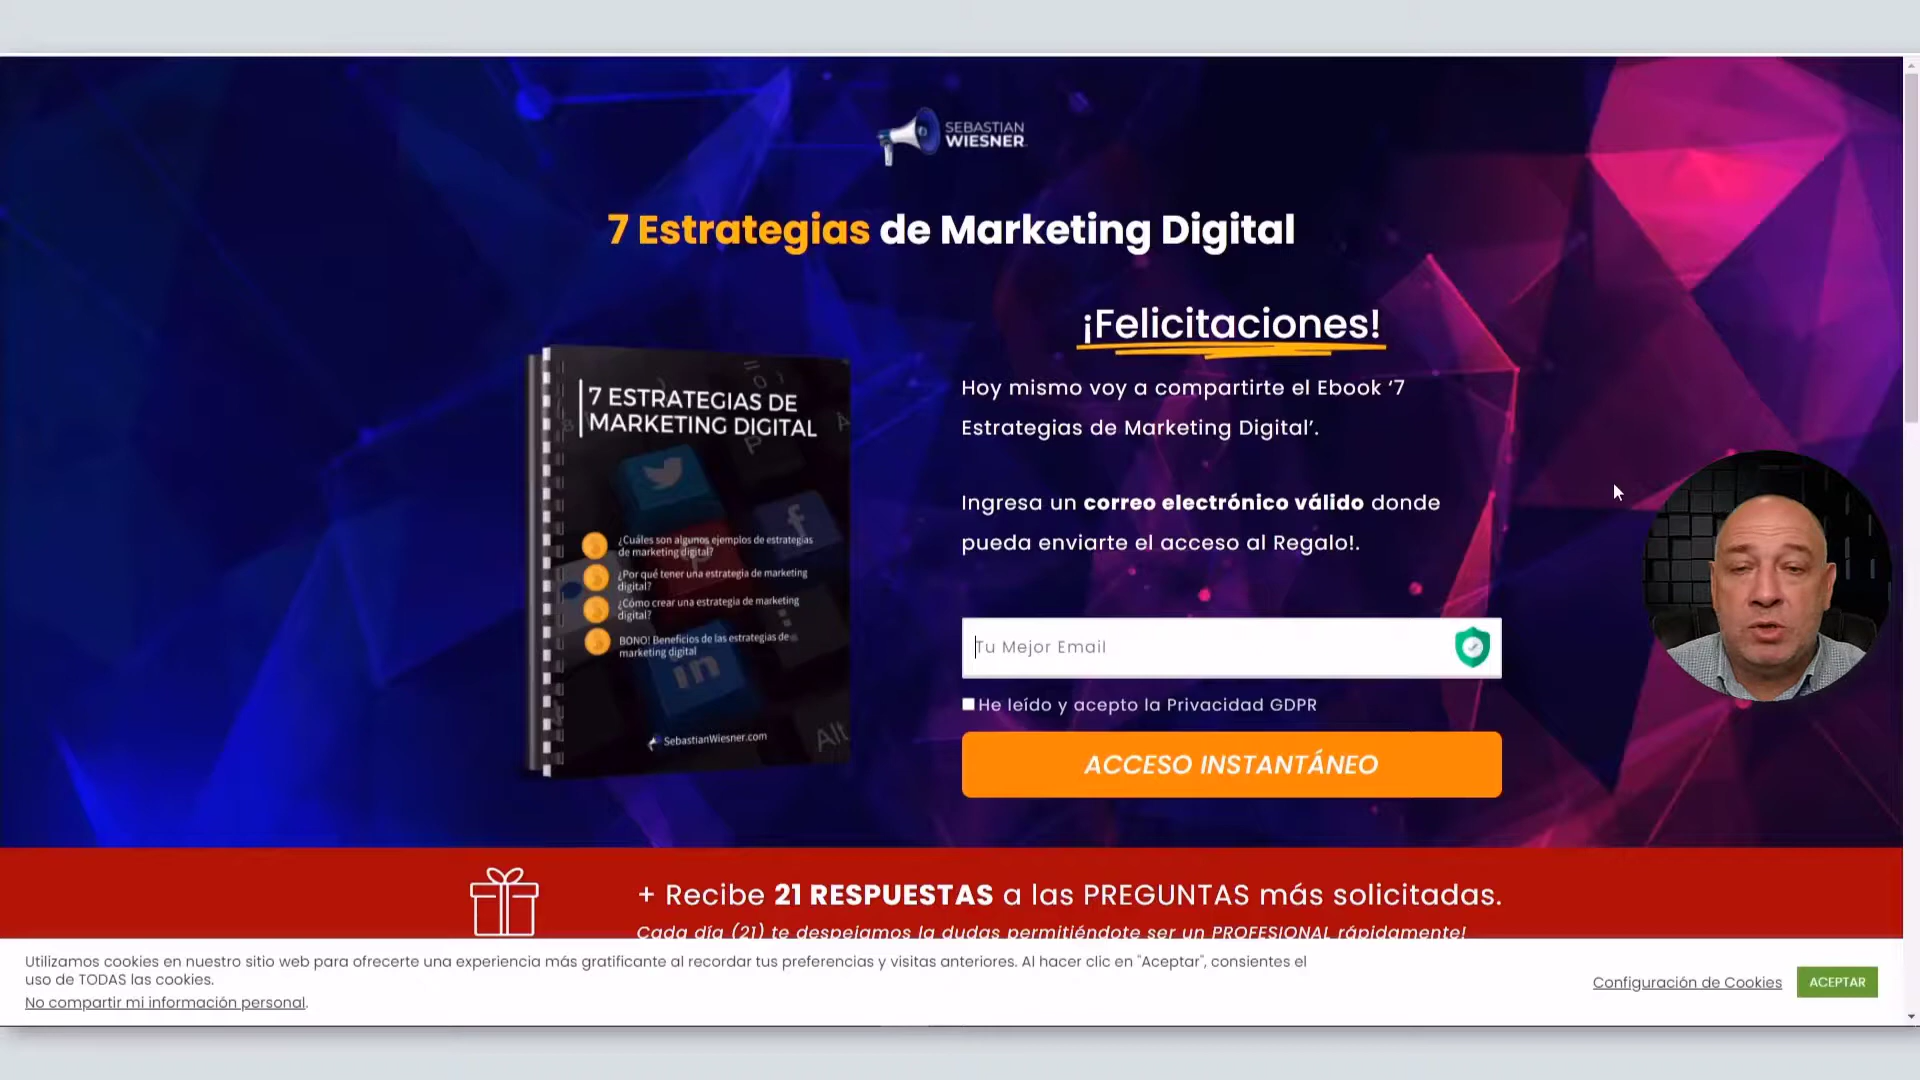 SEBASTIAN
WIESNER
7 Estrategias de Marketing Digital
¡Felicitaciones!
Hoy mismo voy a compartirte el Ebook ‘7
Estrategias de Marketing Digital’.
Ingresa un correo electrónico válido donde
pueda enviarte el acceso al Regalo!.
Tu Mejor Email
He leído y acepto la Privacidad GDPR
ACCESO INSTANTÁNEO
7 ESTRATEGIAS DE
MARKETING DIGITAL
¿Cuáles son algunos ejemplos de estrategias
de marketing digital?
¿Por qué tener una estrategia de marketing
digital?
¿Cómo crear una estrategia de marketing
digital?
BONO! Beneficios de las estrategias de
marketing digital
SebastianWiesner.com
Alt
+ Recibe 21 RESPUESTAS a las PREGUNTAS más solicitadas.
Cada día (21) te despejamos la dudas permitiéndote ser un PROFESIONAL rápidamente!
Utilizamos cookies en nuestro sitio web para ofrecerte una experiencia más gratificante al recordar tus preferencias y visitas anteriores. Al hacer clic en "Aceptar", consientes el
uso de TODAS las cookies.
No compartir mi información personal.
Configuración de Cookies
ACEPTAR